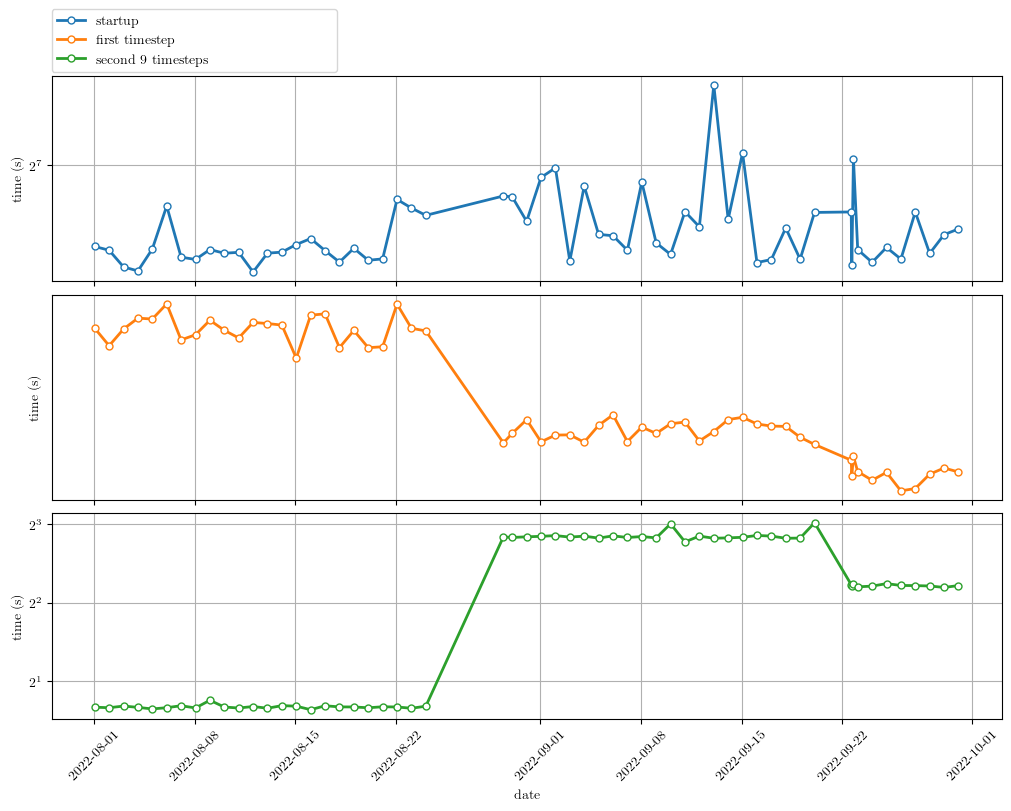 startup
first timestep
second 9 timesteps
time (s)
2^7
time (s)
time (s)
2^3
2^2
2^1
2022-08-01
2022-08-08
2022-08-15
2022-08-22
2022-09-01
2022-09-08
2022-09-15
2022-09-22
2022-10-01
date